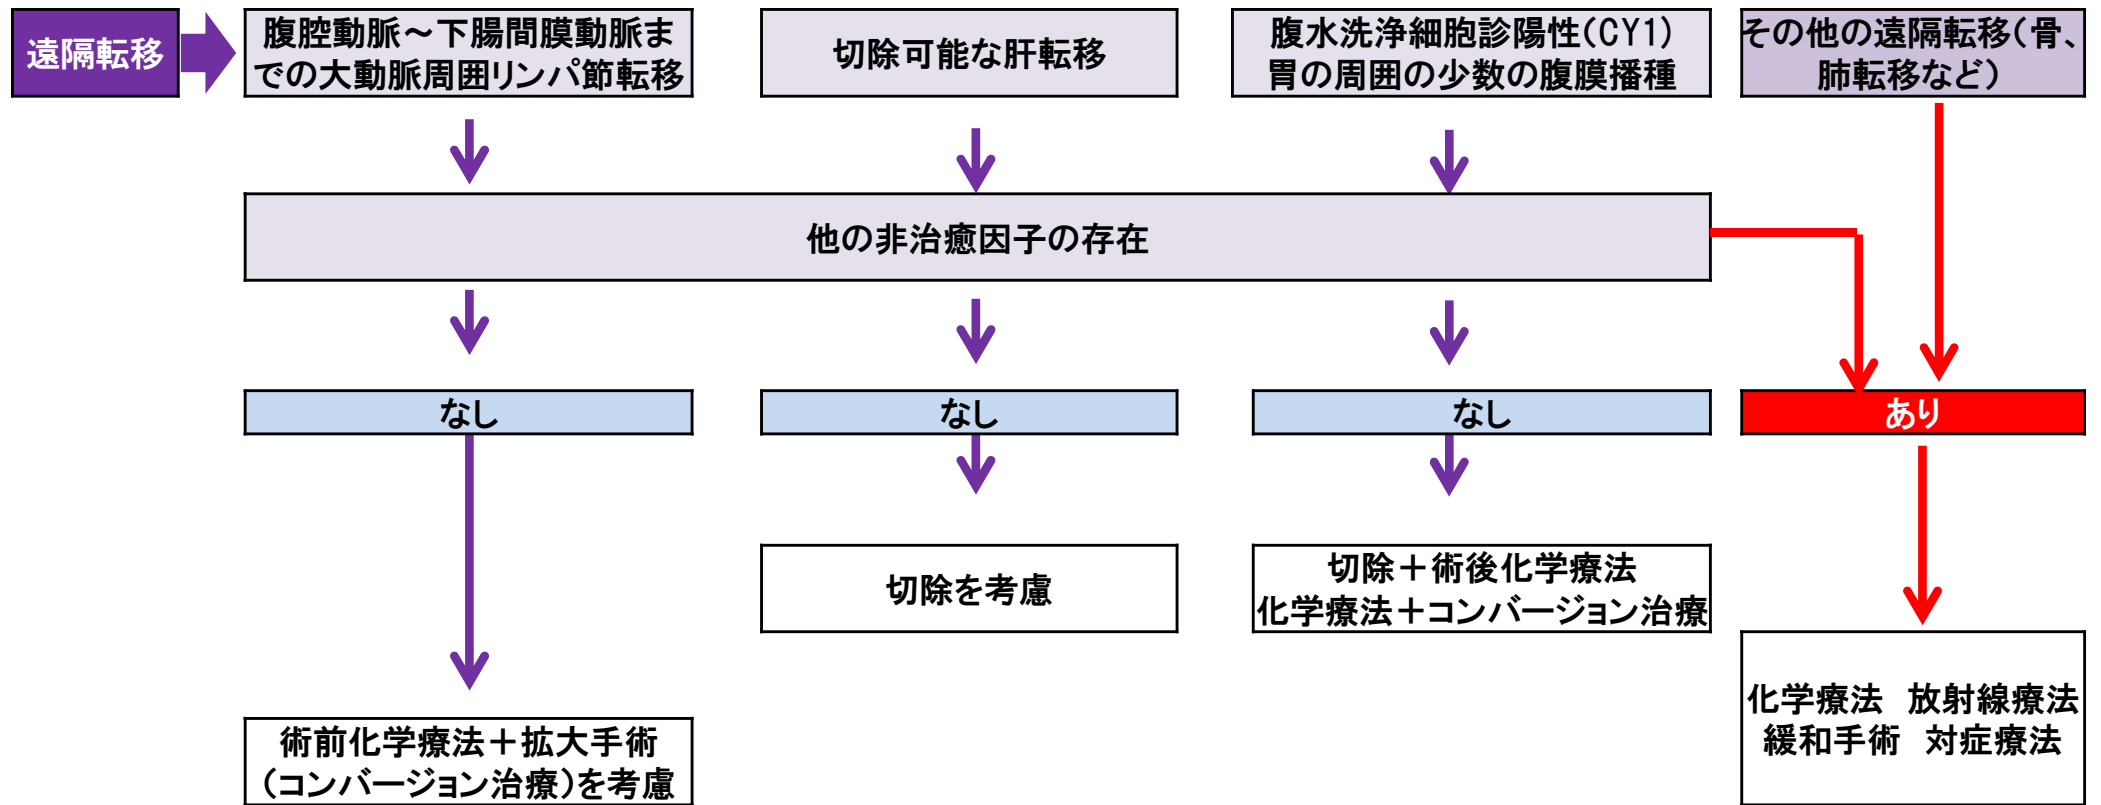 遠隔転移
腹腔動脈～下腸間膜動脈ま
での大動脈周囲リンパ節転移
切除可能な肝転移
腹水洗浄細胞診陽性(CY1)
胃の周囲の少数の腹膜播種
その他の遠隔転移(骨、
肺転移など)
他の非治癒因子の存在
なし
なし
なし
あり
切除を考慮
切除＋術後化学療法
化学療法＋コンバージョン治療
術前化学療法＋拡大手術
(コンバージョン治療)を考慮
化学療法　放射線療法
緩和手術　対症療法